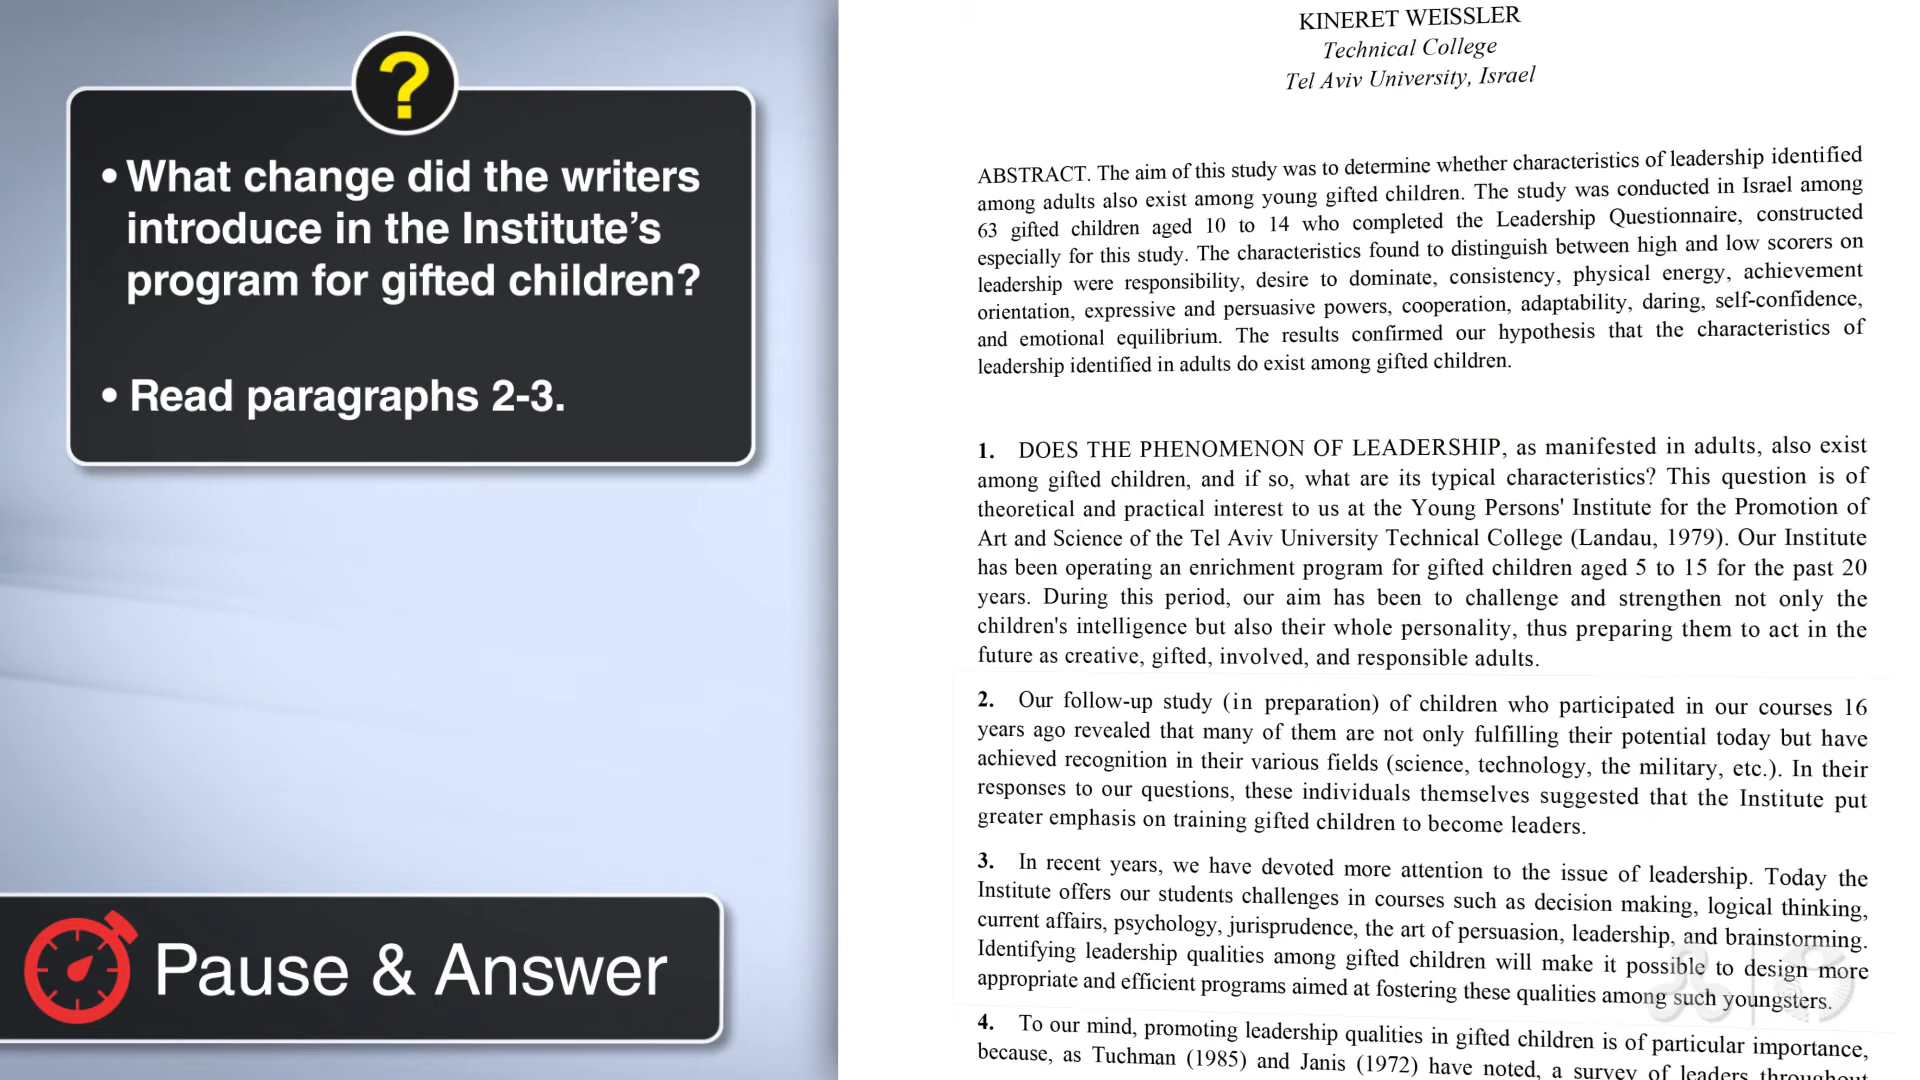 ?
• What change did the writers
introduce in the Institute's
program for gifted children?
• Read paragraphs 2-3.
Pause & Answer
KINERET WEISSLER
Technical College
Tel Aviv University, Israel
ABSTRACT. The aim of this study was to determine whether characteristics of leadership identified
among adults also exist among young gifted children. The study was conducted in Israel among
63 gifted children aged 10 to 14 who completed the Leadership Questionnaire, constructed
especially for this study. The characteristics found to distinguish between high and low scorers on
leadership were responsibility, desire to dominate, consistency, physical energy, achievement
orientation, expressive and persuasive powers, cooperation, adaptability, daring, self-confidence,
and emotional equilibrium. The results confirmed our hypothesis that the characteristics of
leadership identified in adults do exist among gifted children.
1. DOES THE PHENOMENON OF LEADERSHIP, as manifested in adults, also exist
among gifted children, and if so, what are its typical characteristics? This question is of
theoretical and practical interest to us at the Young Persons' Institute for the Promotion of
Art and Science of the Tel Aviv University Technical College (Landau, 1979). Our Institute
has been operating an enrichment program for gifted children aged 5 to 15 for the past 20
years. During this period, our aim has been to challenge and strengthen not only the
children's intelligence but also their whole personality, thus preparing them to act in the
future as creative, gifted, involved, and responsible adults.
2. Our follow-up study (in preparation) of children who participated in our courses 16
years ago revealed that many of them are not only fulfilling their potential today but have
achieved recognition in their various fields (science, technology, the military, etc.). In their
responses to our questions, these individuals themselves suggested that the Institute put
greater emphasis on training gifted children to become leaders.
3. In recent years, we have devoted more attention to the issue of leadership. Today the
Institute offers our students challenges in courses such as decision making, logical thinking,
current affairs, psychology, jurisprudence, the art of persuasion, leadership, and brainstorming.
Identifying leadership qualities among gifted children will make it possible to design more
appropriate and efficient programs aimed at fostering these qualities among such youngsters.
4. To our mind, promoting leadership qualities in gifted children is of particular importance,
because, as Tuchman (1985) and Janis (1972) have noted, a survey of leaders throughout